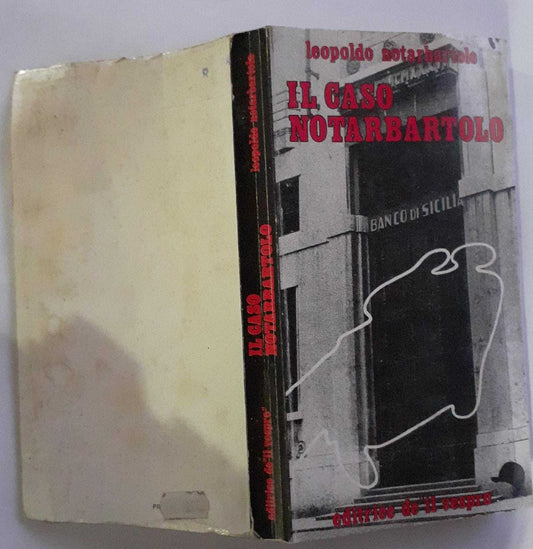 leopoldo notarbartolo
IL CASO
NOTARBARTOLO
BANCO DI SICILIA
editrice de "il vespro"
leopoldo notarbartolo
IL CASO
NOTARBARTOLO
editrice de "il vespro"